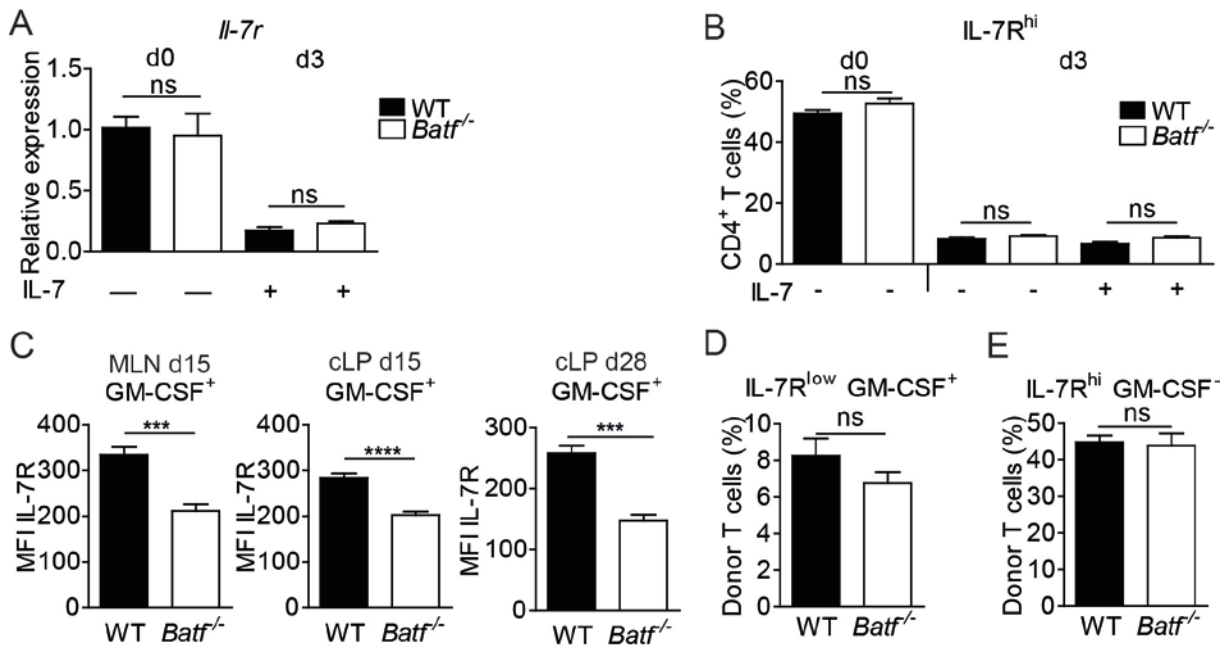 A
Il-7r
d0 d3
ns
ns
Relative expression
1.5
1.0
0.5
0.0
IL-7 — — + +
WT
Batf-/-
B
IL-7Rhi
d0 d3
ns
ns
ns
CD4+ T cells (%)
60
40
20
0
IL-7 - - - - + +
WT
Batf-/-
C
MLN d15
GM-CSF+
***
MFI IL-7R
400
300
200
100
0
WT Batf-/-
cLP d15
GM-CSF+
****
MFI IL-7R
400
300
200
100
0
WT Batf-/-
cLP d28
GM-CSF+
***
MFI IL-7R
300
200
100
0
WT Batf-/-
D
IL-7Rlow GM-CSF+
ns
Donor T cells (%)
10
8
6
4
2
0
WT Batf-/-
E
IL-7Rhi GM-CSF-
ns
Donor T cells (%)
50
40
30
20
10
0
WT Batf-/-